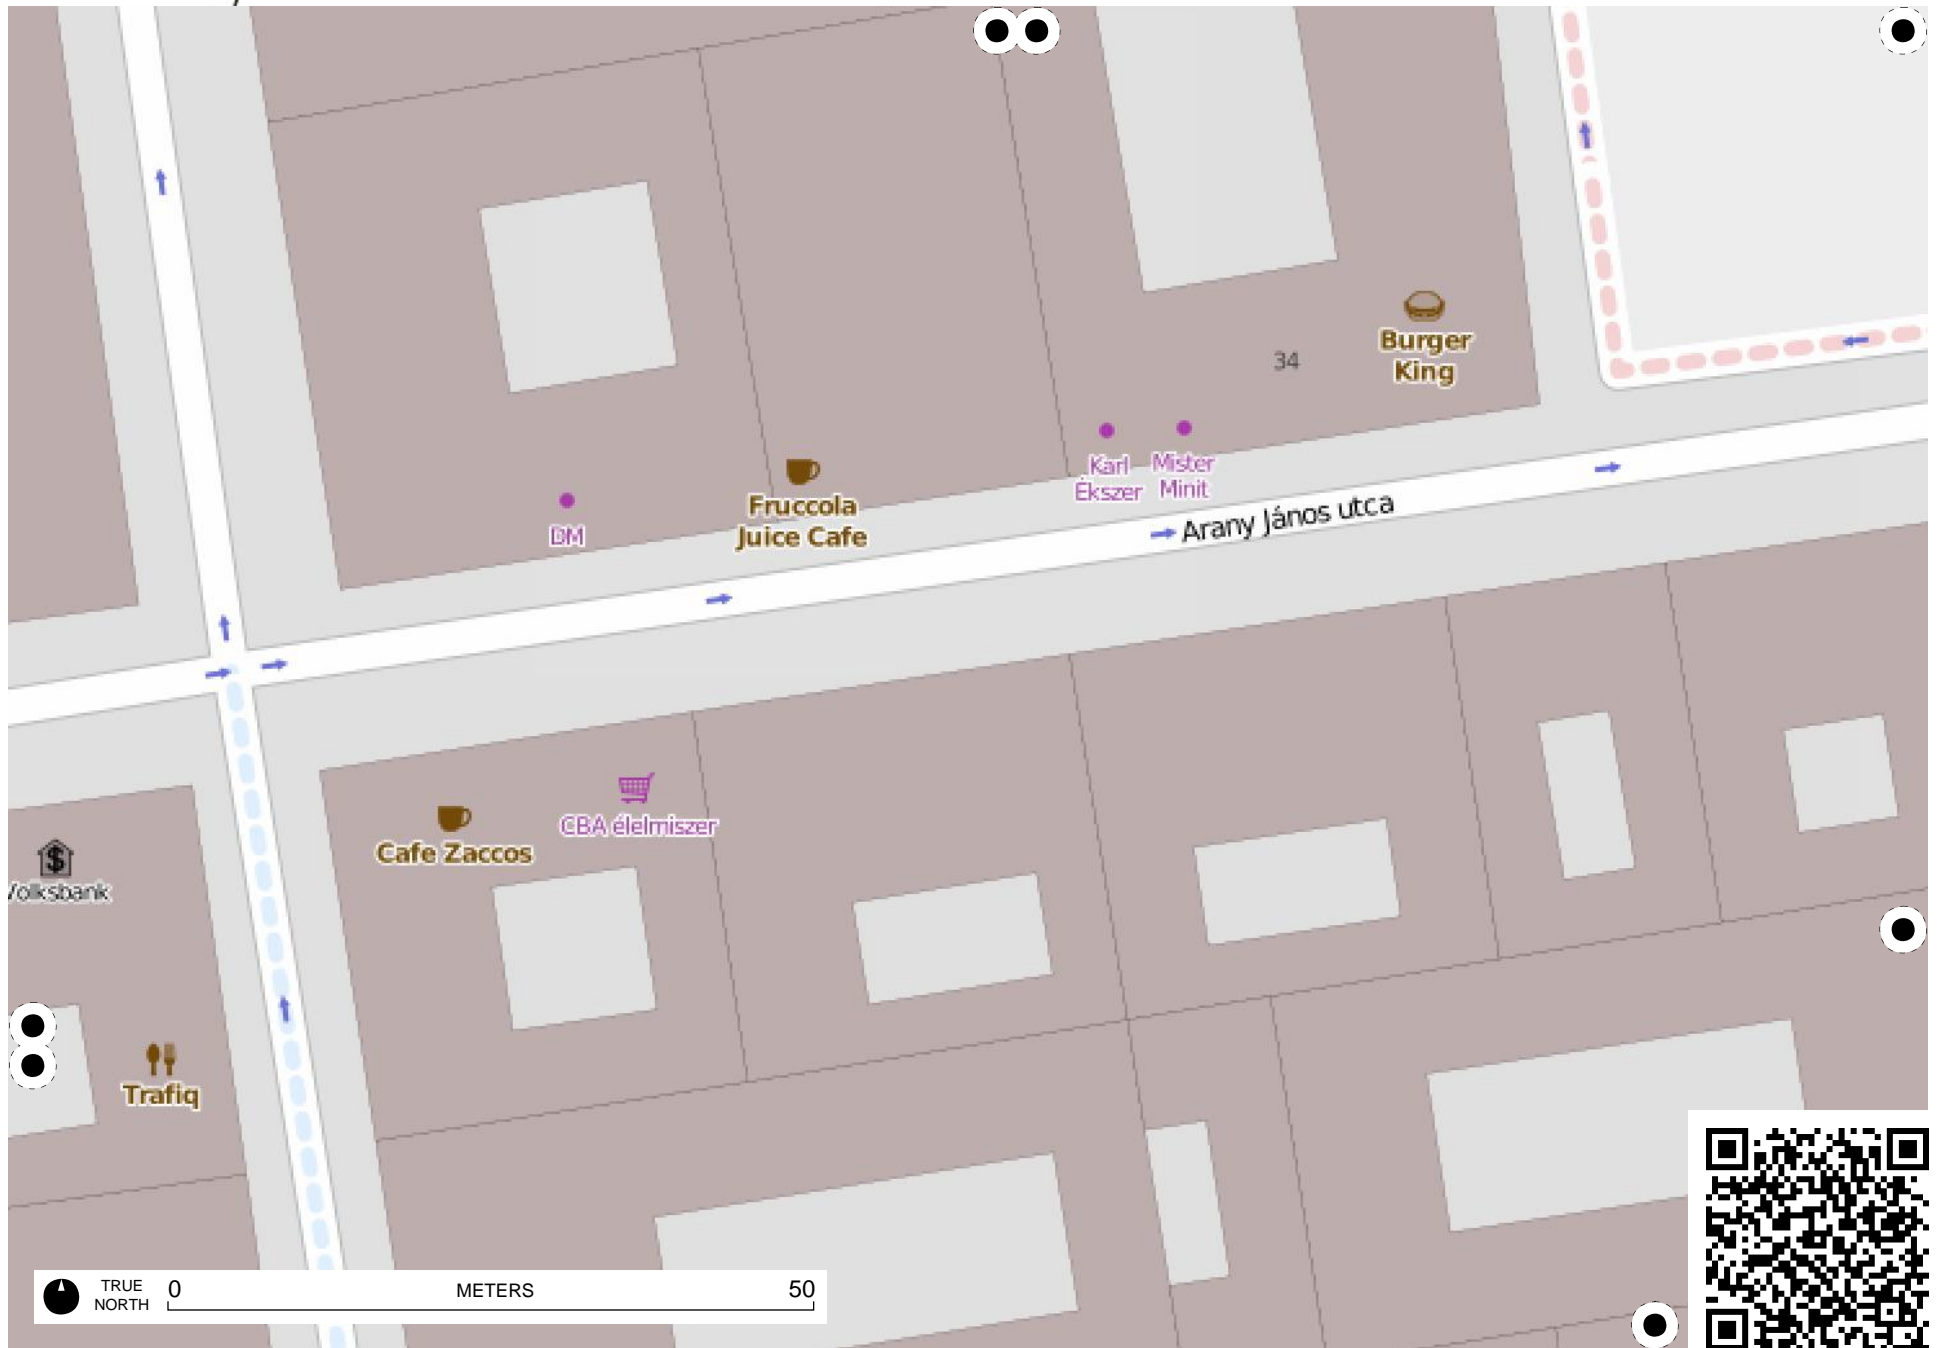 34
Burger
King
Karl
Ékszer
Mister
Minit
Fruccola
Juice Cafe
DM
Arany János utca
CBA élelmiszer
Cafe Zaccos
Volksbank
Trafiq
TRUE
NORTH
0 METERS 50